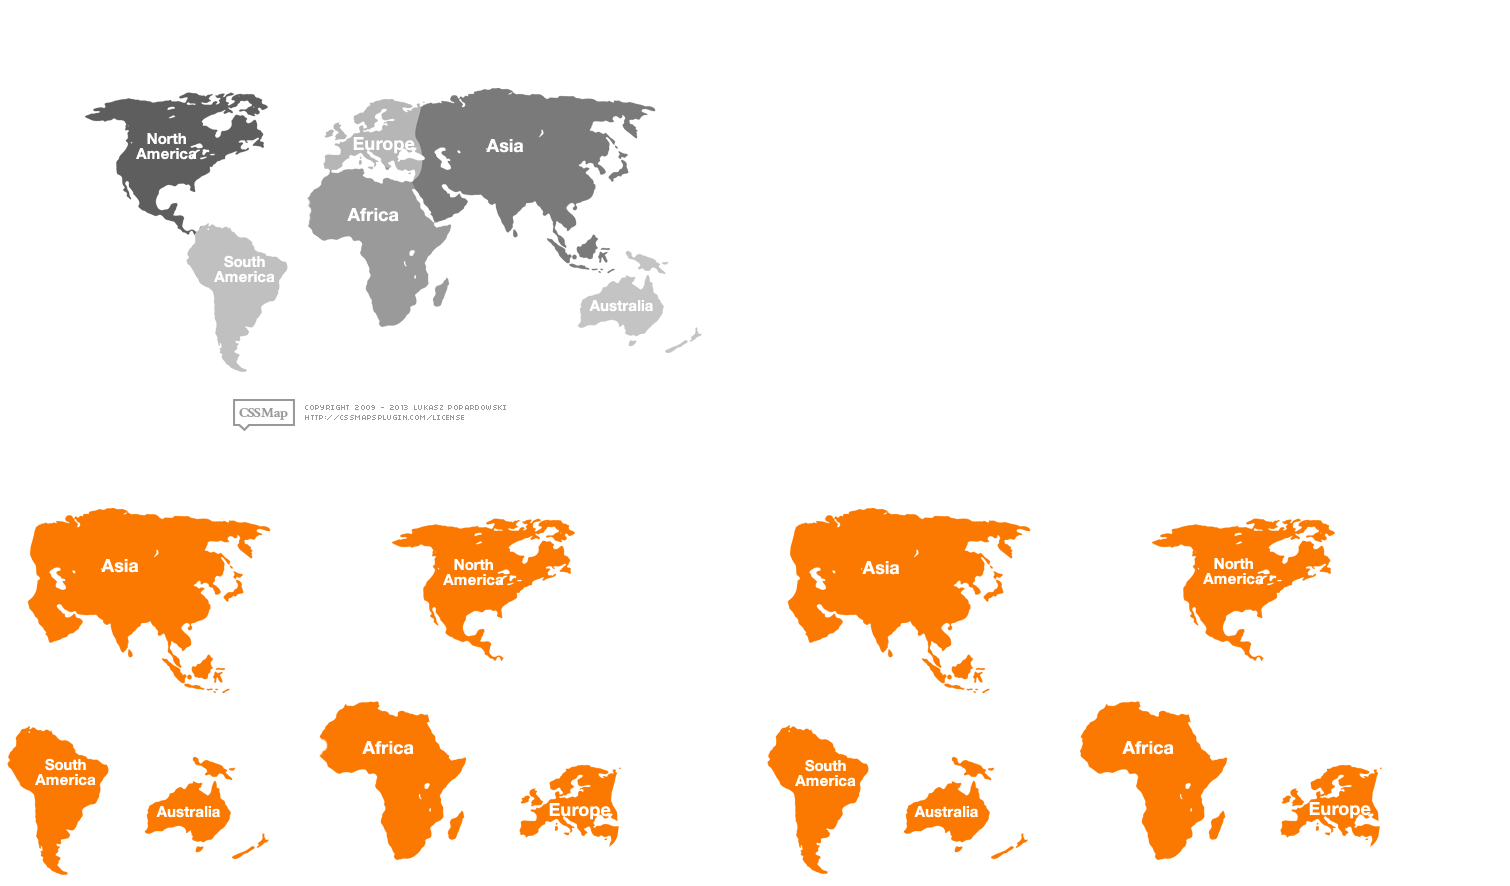 North
America
Europe
Asia
Africa
South
America
Australia
CSSMap
COPYRIGHT 2009 - 2013 LUKASZ POPARDOWSKI
HTTP://CSSMAPSPLUGIN.COM/LICENSE
Asia
North
America
Asia
North
America
South
America
Australia
Africa
Europe
South
America
Australia
Africa
Europe